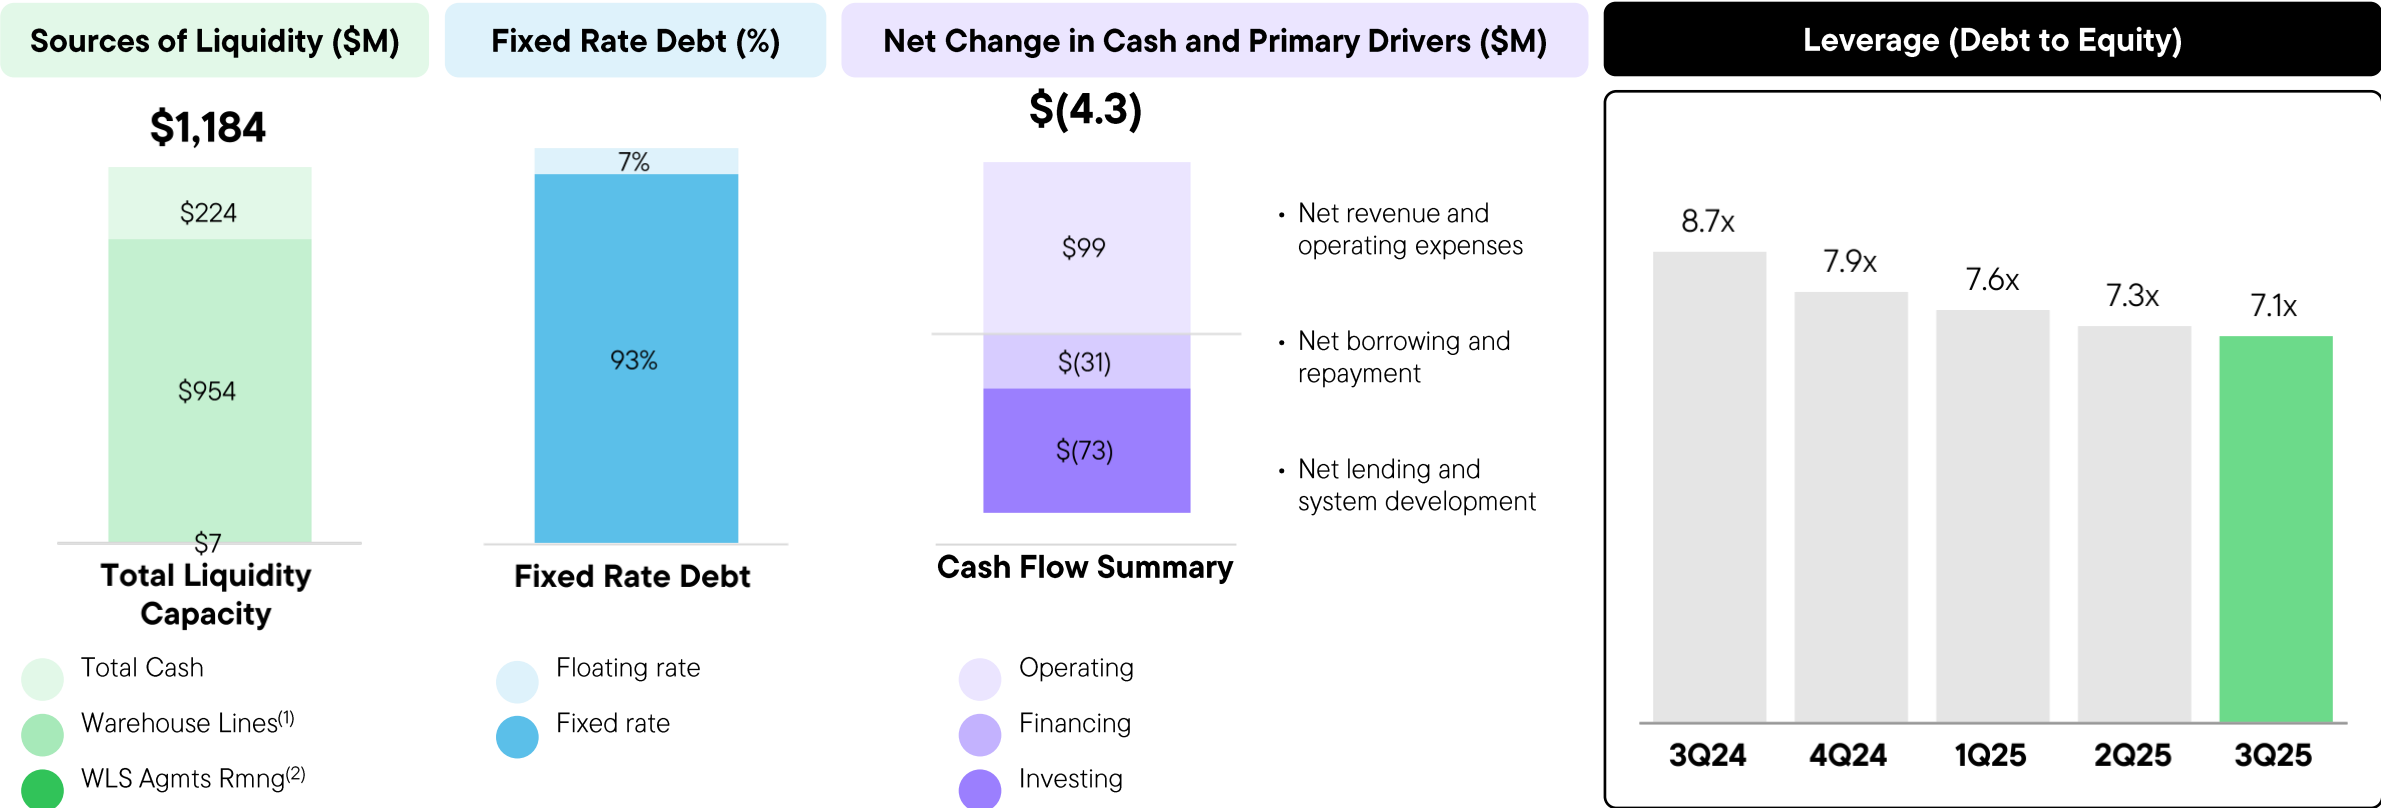 Sources of Liquidity ($M)
$1,184
$224
$954
$7
Total Liquidity
Capacity
Total Cash
Warehouse Lines(1)
WLS Agmts Rmng(2)
Fixed Rate Debt (%)
7%
93%
Fixed Rate Debt
Floating rate
Fixed rate
Net Change in Cash and Primary Drivers ($M)
$(4.3)
$99
$(31)
$(73)
• Net revenue and
operating expenses
• Net borrowing and
repayment
• Net lending and
system development
Cash Flow Summary
Operating
Financing
Investing
Leverage (Debt to Equity)
8.7x
7.9x
7.6x
7.3x
7.1x
3Q24
4Q24
1Q25
2Q25
3Q25